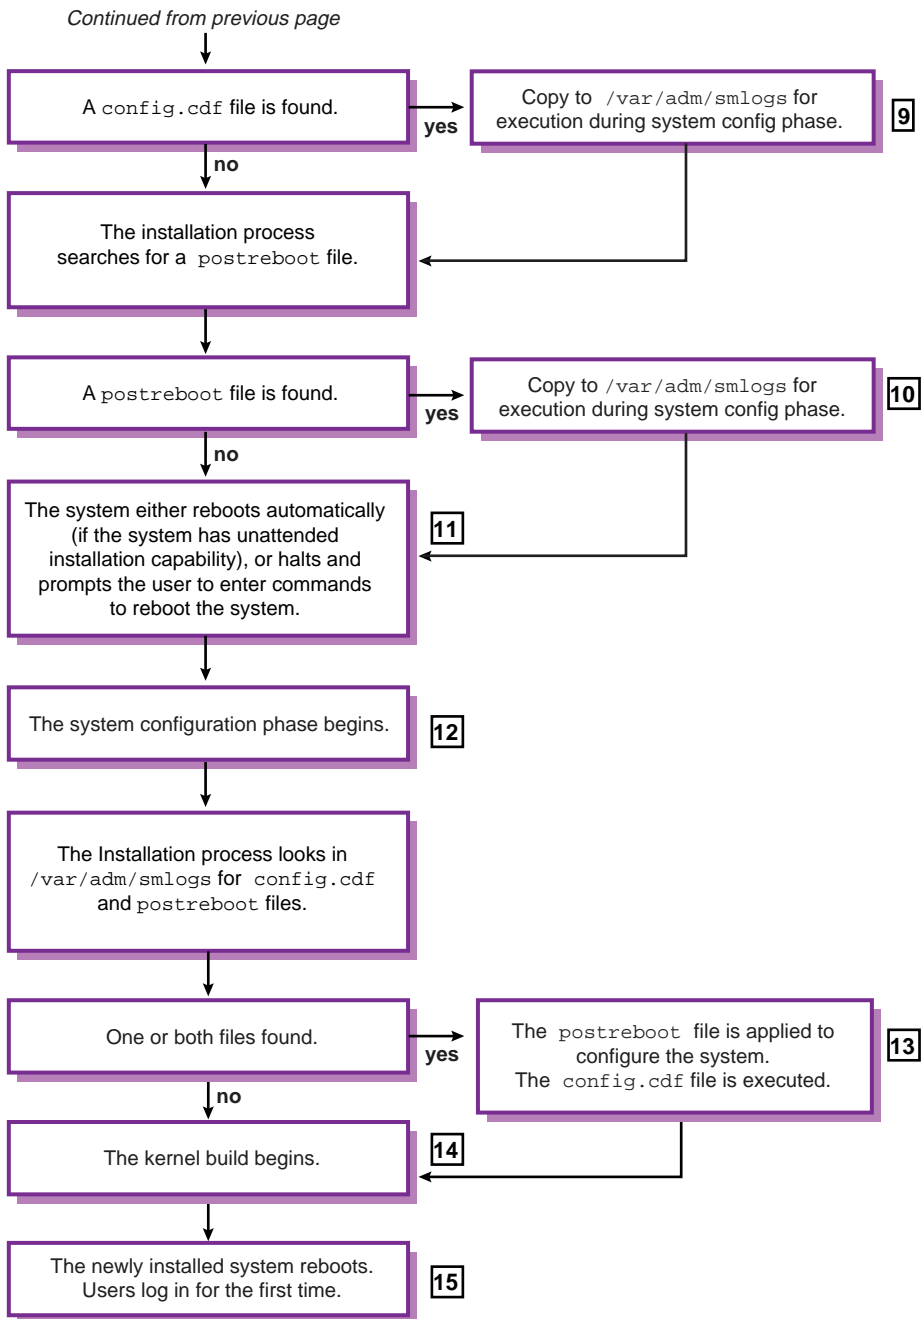 Continued from previous page
A config.cdf file is found.
yes
Copy to /var/adm/smlogs for
execution during system config phase.
9
no
The installation process
searches for a postreboot file.
A postreboot file is found.
yes
Copy to /var/adm/smlogs for
execution during system config phase.
10
no
The system either reboots automatically
(if the system has unattended
installation capability), or halts and
prompts the user to enter commands
to reboot the system.
11
The system configuration phase begins.
12
The Installation process looks in
/var/adm/smlogs for config.cdf
and postreboot files.
One or both files found.
yes
The postreboot file is applied to
configure the system.
The config.cdf file is executed.
13
no
The kernel build begins.
14
The newly installed system reboots.
Users log in for the first time.
15